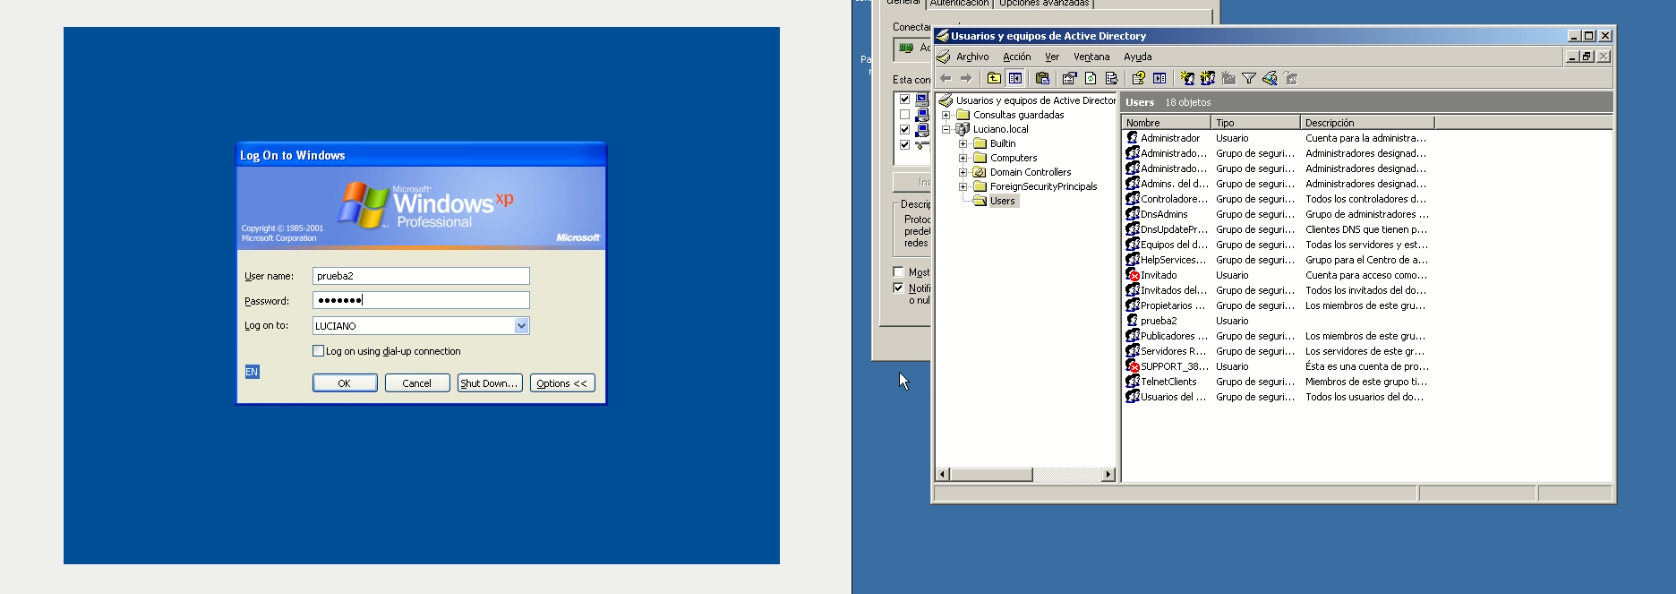 Log On to Windows
Microsoft
Windows xp
Professional
Copyright © 1985-2001
Microsoft Corporation
Microsoft
User name: prueba2
Password: •••••••
Log on to: LUCIANO
Log on using dial-up connection
EN
OK Cancel Shut Down... Options <<
General Autenticación Opciones avanzadas
Conecta
Ac
Esta con
Ins
Descrip
Protoc
predet
redes
Most
Notifi
o nul
Usuarios y equipos de Active Directory
Archivo Acción Ver Ventana Ayuda
Usuarios y equipos de Active Director
Consultas guardadas
Luciano.local
Builtin
Computers
Domain Controllers
ForeignSecurityPrincipals
Users
Users 18 objetos
Nombre Tipo Descripción
Administrador Usuario Cuenta para la administra...
Administrado... Grupo de seguri... Administradores designad...
Administrado... Grupo de seguri... Administradores designad...
Admins. del d... Grupo de seguri... Administradores designad...
Controladore... Grupo de seguri... Todos los controladores d...
DnsAdmins Grupo de seguri... Grupo de administradores ...
DnsUpdatePr... Grupo de seguri... Clientes DNS que tienen p...
Equipos del d... Grupo de seguri... Todas los servidores y est...
HelpServices... Grupo de seguri... Grupo para el Centro de a...
Invitado Usuario Cuenta para acceso como...
Invitados del... Grupo de seguri... Todos los invitados del do...
Propietarios ... Grupo de seguri... Los miembros de este gru...
prueba2 Usuario
Publicadores ... Grupo de seguri... Los miembros de este gru...
Servidores R... Grupo de seguri... Los servidores de este gr...
SUPPORT_38... Usuario Ésta es una cuenta de pro...
TelnetClients Grupo de seguri... Miembros de este grupo ti...
Usuarios del ... Grupo de seguri... Todos los usuarios del do...